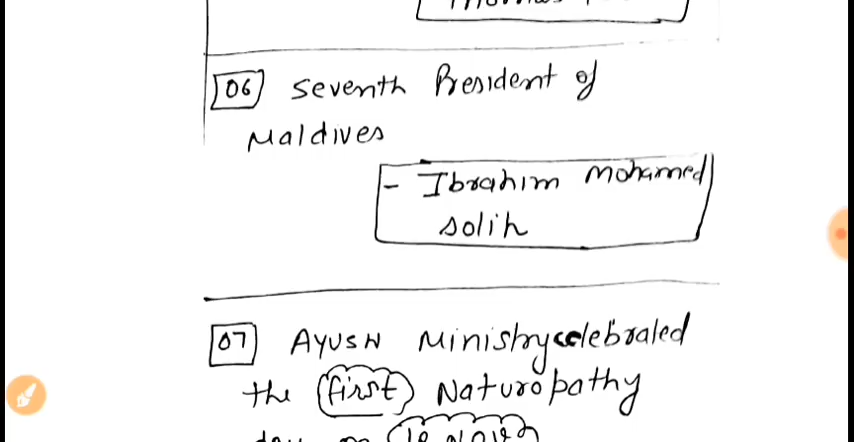 06 Seventh President of
Maldives
- Ibrahim Mohamed
Solih
07 AYUSH Ministry celebrated
the first Naturopathy